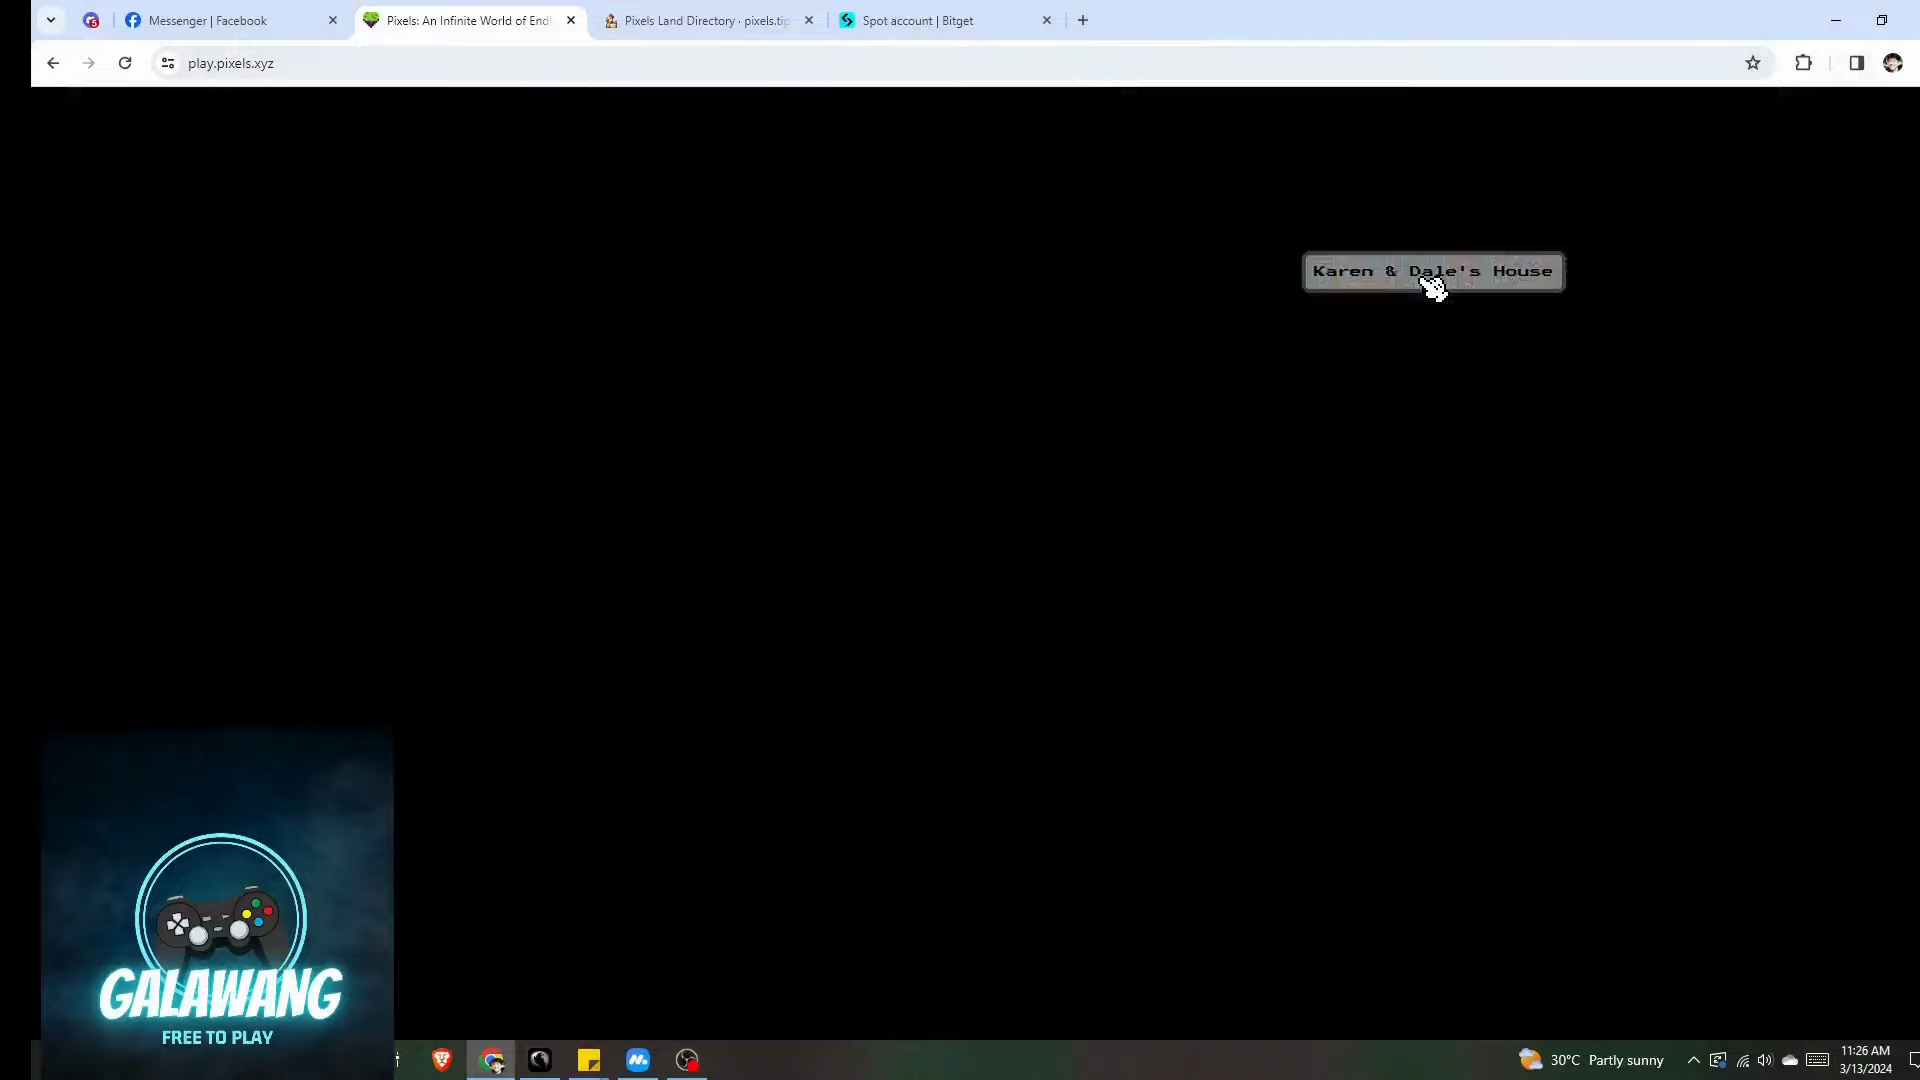 Messenger | Facebook
Pixels: An Infinite World of Endl
Pixels Land Directory · pixels.tip
Spot account | Bitget
play.pixels.xyz
Karen & Dale's House
GALAWANG
FREE TO PLAY
30°C Partly sunny
11:26 AM
3/13/2024